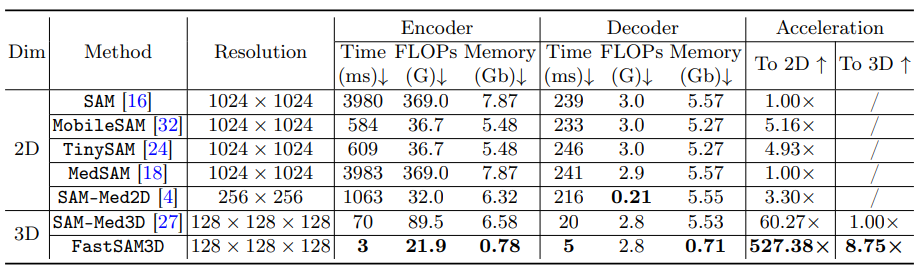 Encoder Decoder Acceleration
Dim Method Resolution Time FLOPs Memory Time FLOPs Memory To 2D ↑ To 3D ↑
(ms)↓ (G)↓ (Gb)↓ (ms)↓ (G)↓ (Gb)↓
2D
SAM [16] 1024 × 1024 3980 369.0 7.87 239 3.0 5.57 1.00× /
MobileSAM [32] 1024 × 1024 584 36.7 5.48 233 3.0 5.27 5.16× /
TinySAM [24] 1024 × 1024 609 36.7 5.48 246 3.0 5.27 4.93× /
MedSAM [18] 1024 × 1024 3983 369.0 7.87 241 2.9 5.57 1.00× /
SAM-Med2D [4] 256 × 256 1063 32.0 6.32 216 0.21 5.55 3.30× /
3D
SAM-Med3D [27] 128 × 128 × 128 70 89.5 6.58 20 2.8 5.53 60.27× 1.00×
FastSAM3D 128 × 128 × 128 3 21.9 0.78 5 2.8 0.71 527.38× 8.75×